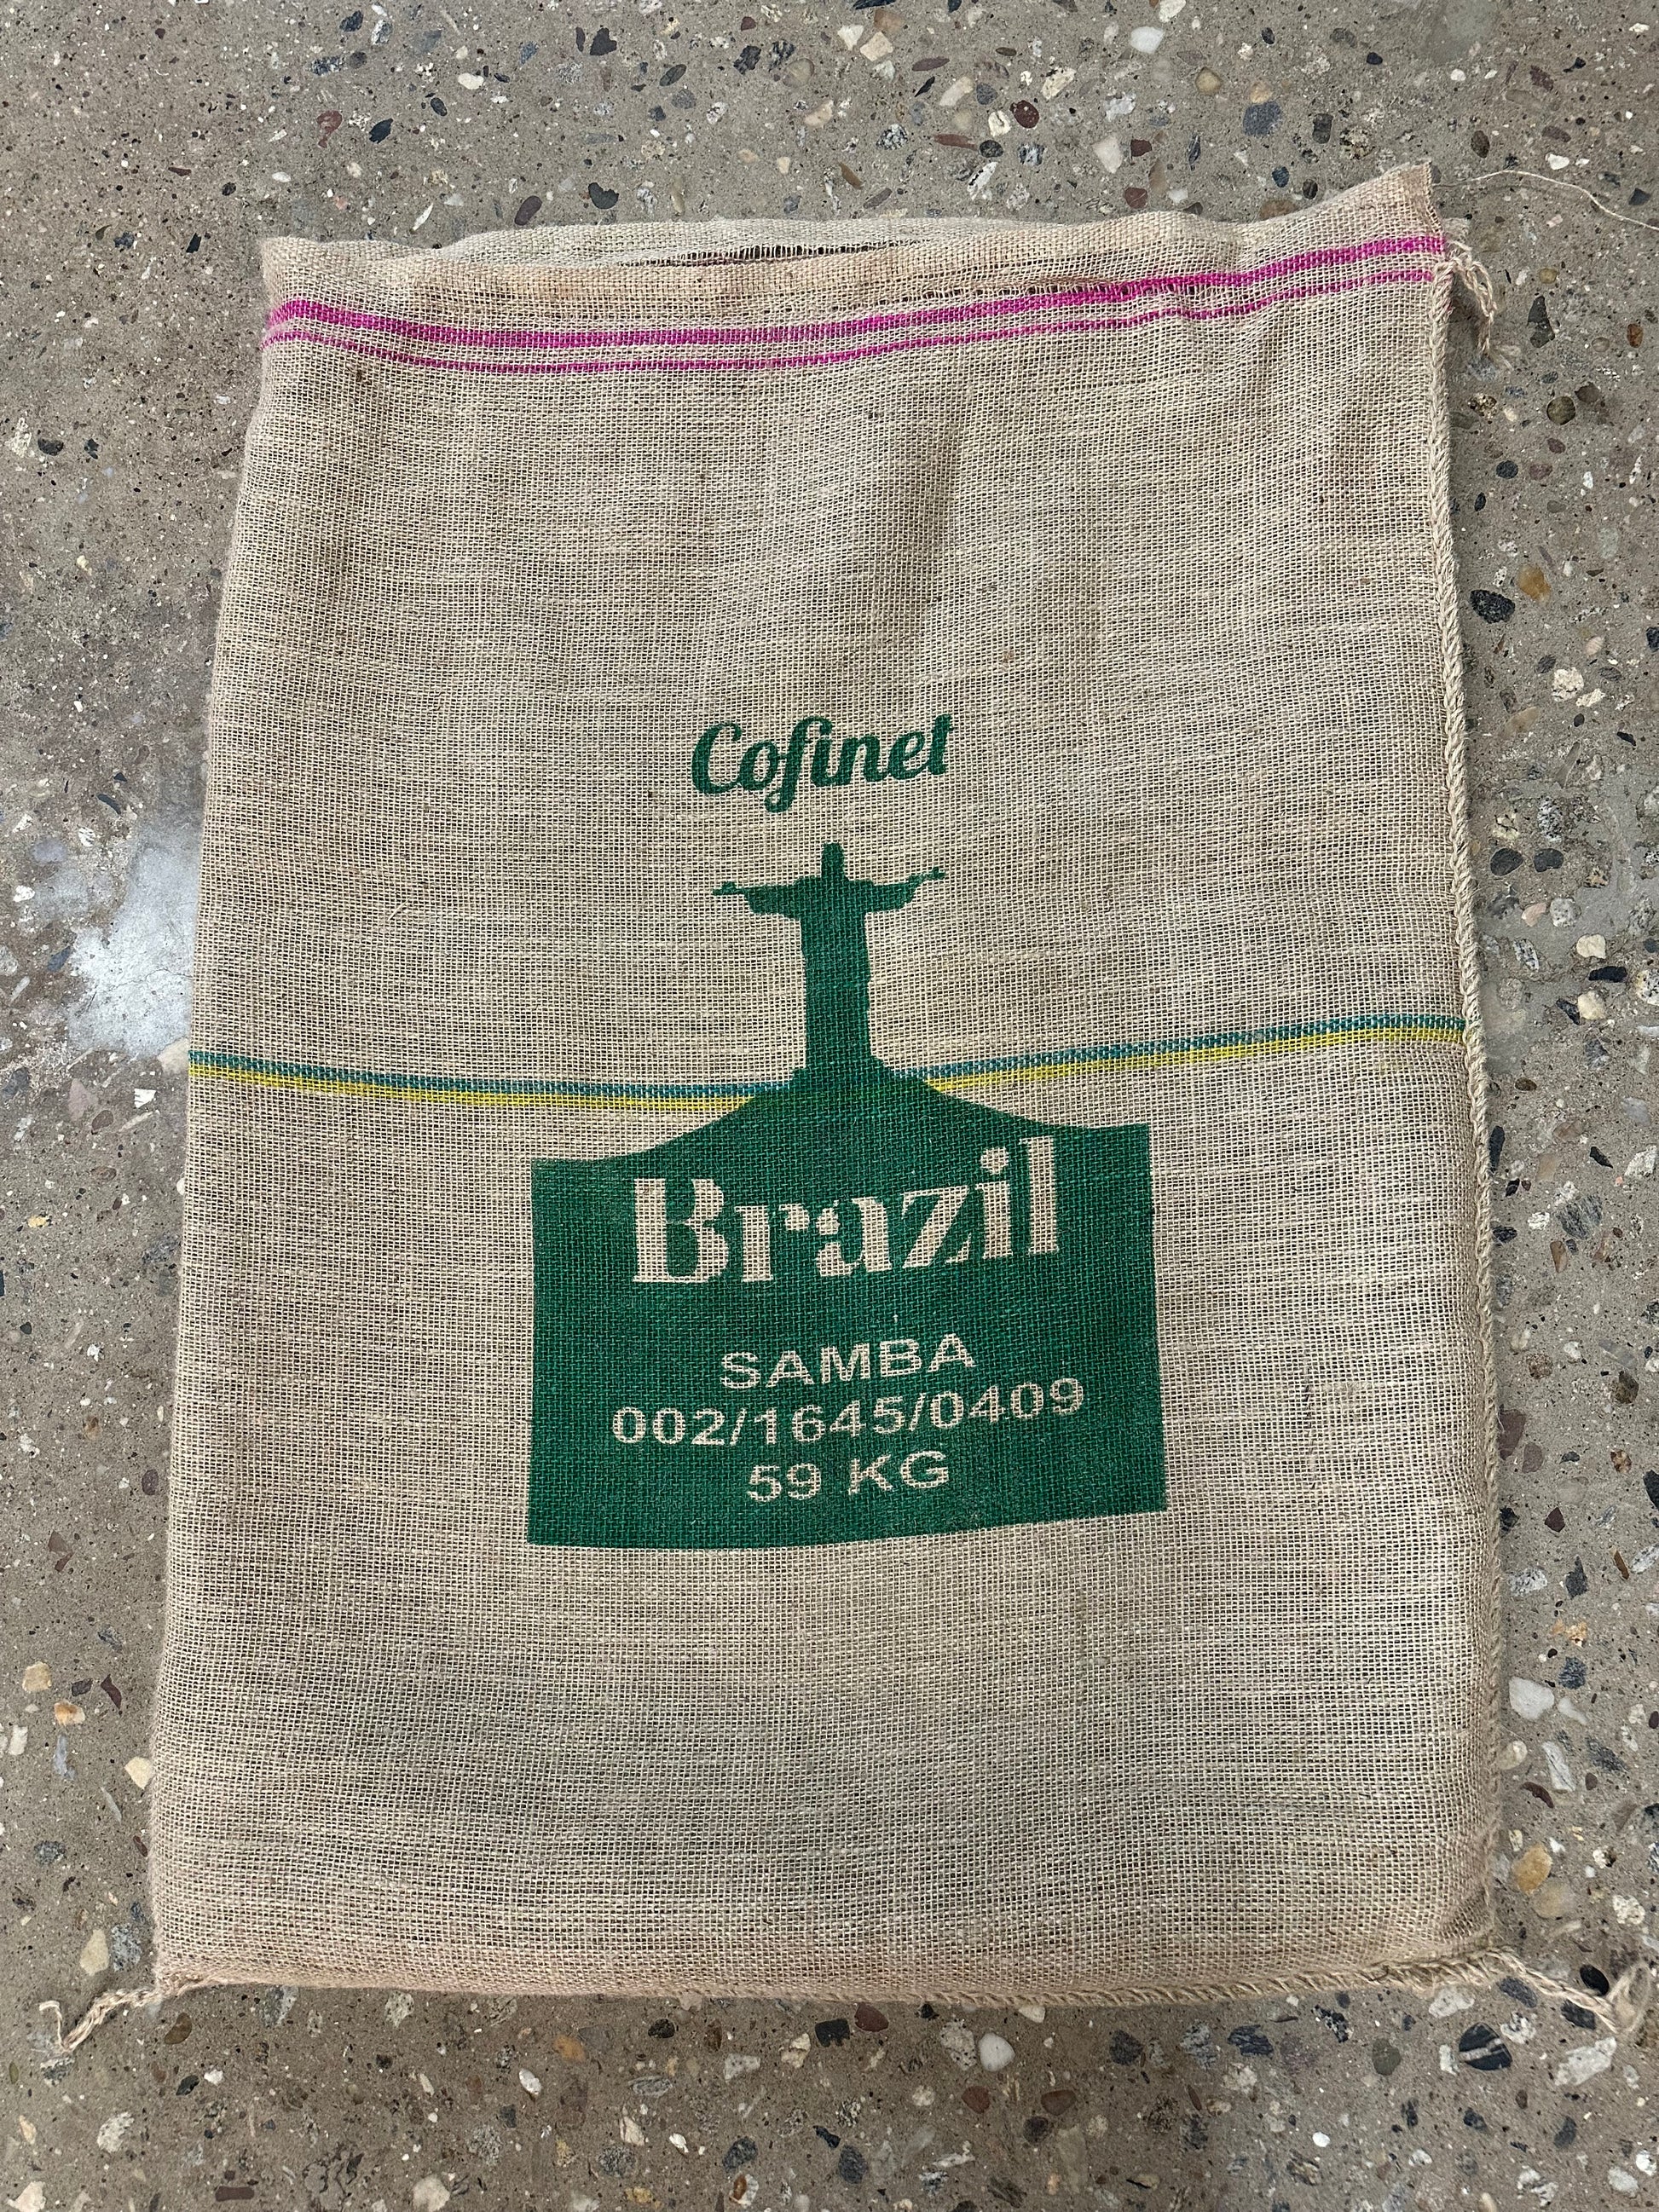 Cofinet
Brazil
SAMBA
002/1645/0409
59 KG